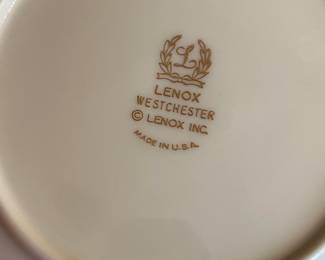 L
LENOX
WESTCHESTER
© LENOX INC.
MADE IN U.S.A.